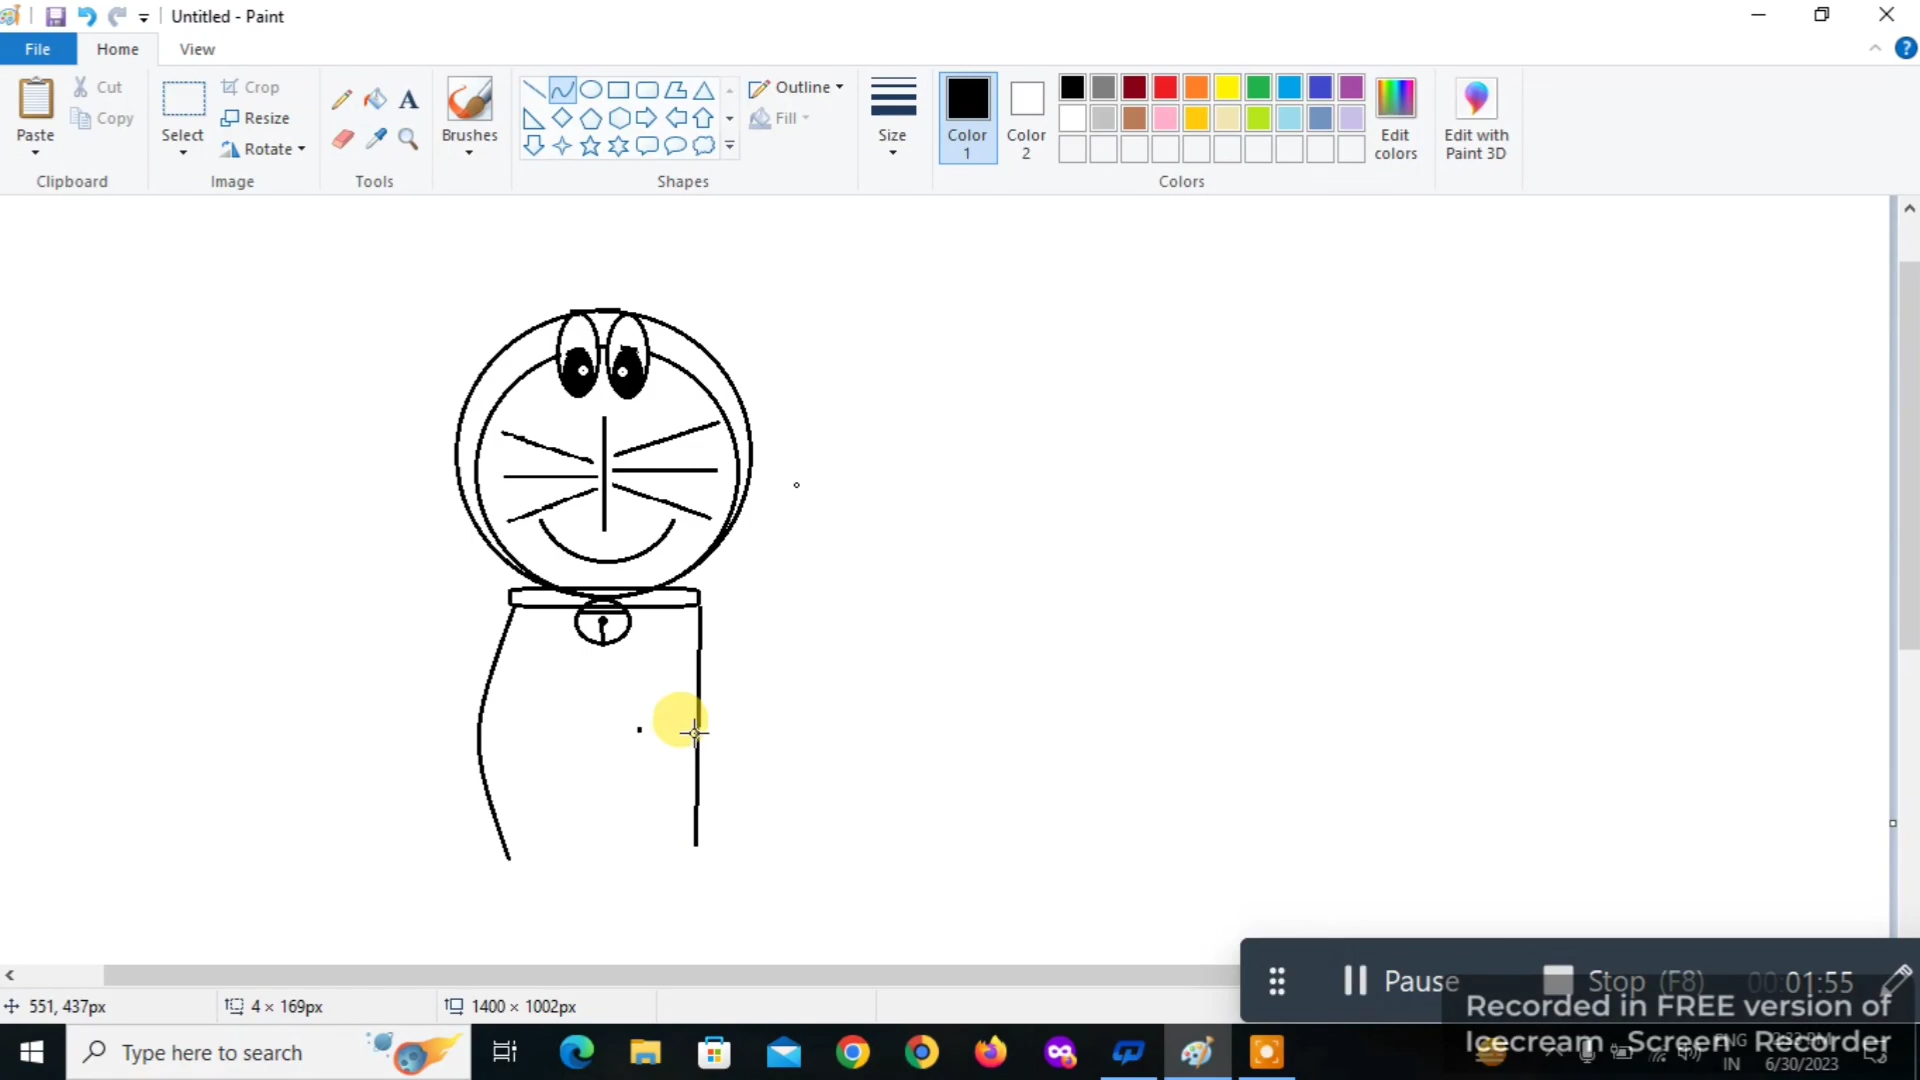 Untitled - Paint
File
Home
View
Paste
Cut
Copy
Clipboard
Select
Crop
Resize
Rotate
Image
A
Tools
Brushes
Shapes
Outline
Fill
Size
Color
1
Color
2
Edit
colors
Colors
Edit with
Paint 3D
551, 437px
4 × 169px
1400 × 1002px
Pause
Stop (F8)
00:01:55
Recorded in FREE version of
Icecream Screen Recorder
Type here to search
ENG
IN
6/30/2023